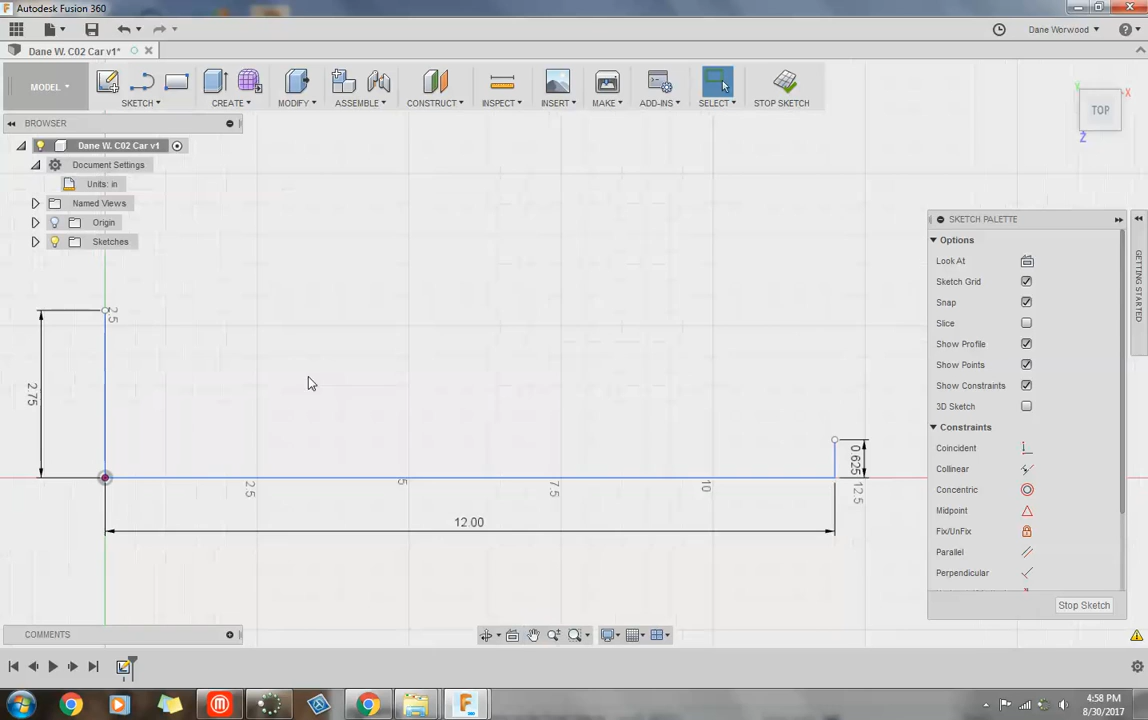 Autodesk Fusion 360
Dane Worwood
Dane W. C02 Car v1*
MODEL
SKETCH
CREATE
MODIFY
ASSEMBLE
CONSTRUCT
INSPECT
INSERT
MAKE
ADD-INS
SELECT
STOP SKETCH
TOP
X
Y
Z
BROWSER
Dane W. C02 Car v1
Document Settings
Units: in
Named Views
Origin
Sketches
SKETCH PALETTE
Options
Look At
Sketch Grid
Snap
Slice
Show Profile
Show Points
Show Constraints
3D Sketch
Constraints
Coincident
Collinear
Concentric
Midpoint
Fix/UnFix
Parallel
Perpendicular
Stop Sketch
GETTING STARTED
2.5
2.75
0.625
2.5
5
7.5
10
12.5
12.00
COMMENTS
4:58 PM
8/30/2017